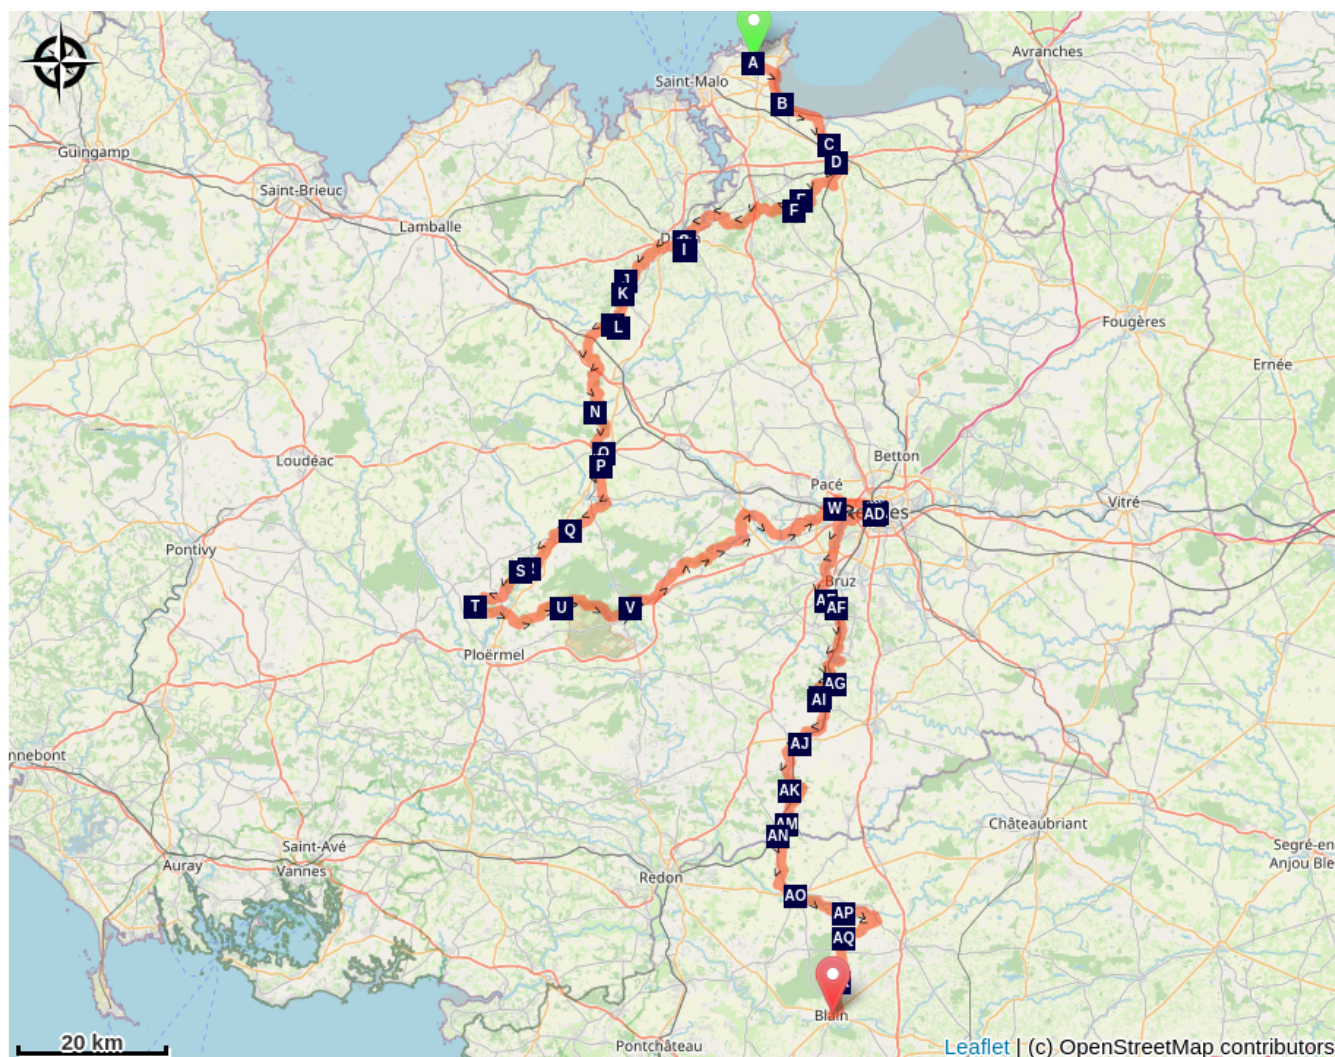 A
Avranches
Saint-Malo
B
Guingamp
C
D
Saint-Brieuc
F
Lamballe
I
J
K
L
Fougères
Ernée
N
Betton
Loudéac
P
Pacé
Vitré
W
AD
Q
Pontivy
S
Bruz
T
U
V
AF
Ploërmel
AG
AI
AJ
AK
AM
Châteaubriant
AN
Saint-Avé
Segré-en
Auray
Vannes
Anjou Ble
Redon
AO
AP
AQ
Blain
20 km
Pontchâteau
Leaflet | (c) OpenStreetMap contributors